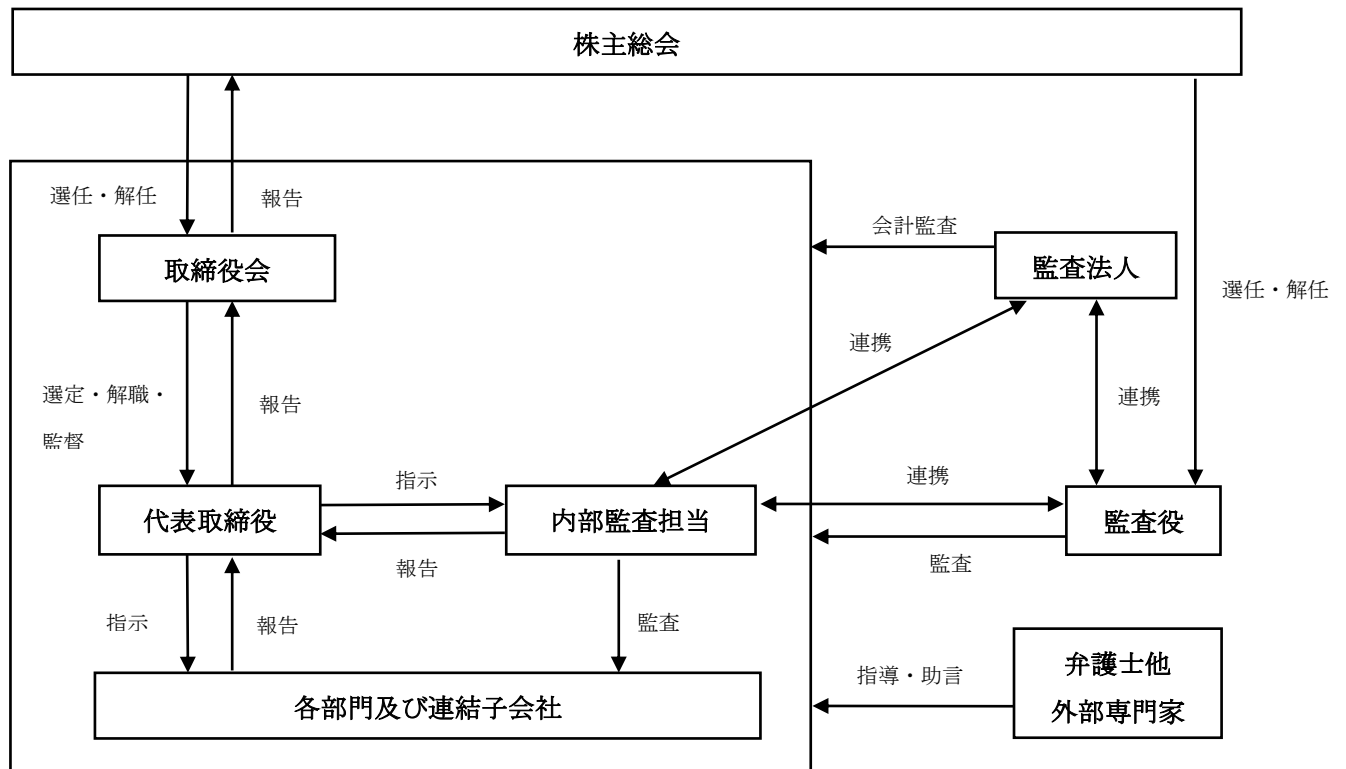 株主総会
選任・解任
報告
会計監査
取締役会
監査法人
選任・解任
連携
選定・解職・
監督
報告
連携
指示
連携
代表取締役
内部監査担当
監査役
報告
監査
指示
報告
監査
弁護士他
外部専門家
指導・助言
各部門及び連結子会社